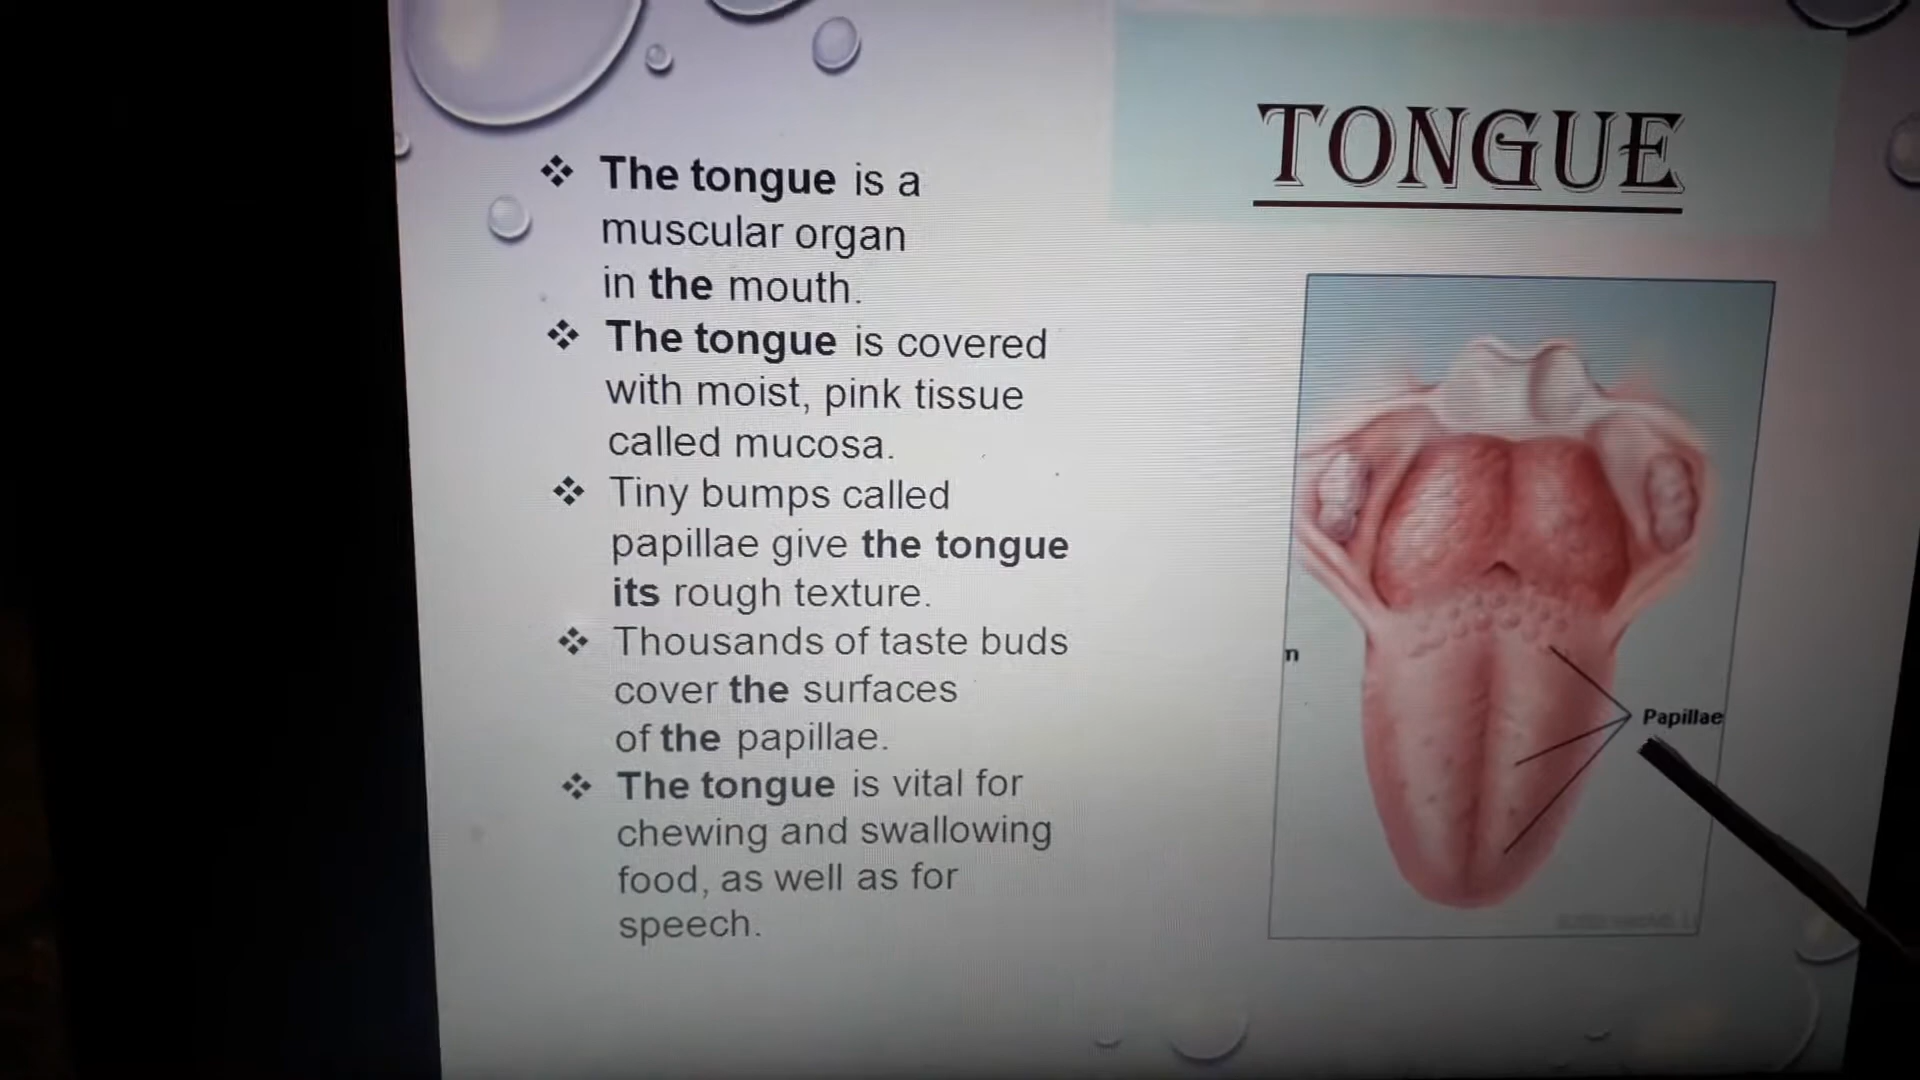 TONGUE
❖ The tongue is a
muscular organ
in the mouth.
❖ The tongue is covered
with moist, pink tissue
called mucosa.
❖ Tiny bumps called
papillae give the tongue
its rough texture.
❖ Thousands of taste buds
cover the surfaces
of the papillae.
❖ The tongue is vital for
chewing and swallowing
food, as well as for
speech.
n
Papillae